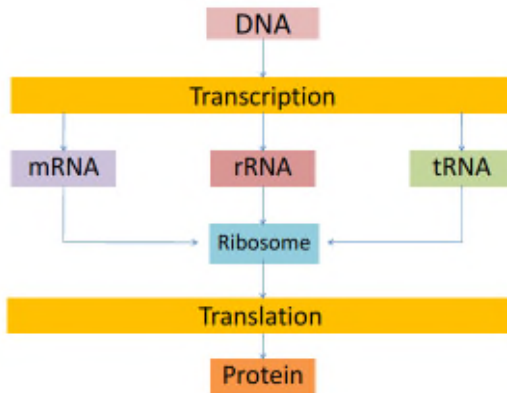 DNA
Transcription
mRNA rRNA tRNA
Ribosome
Translation
Protein